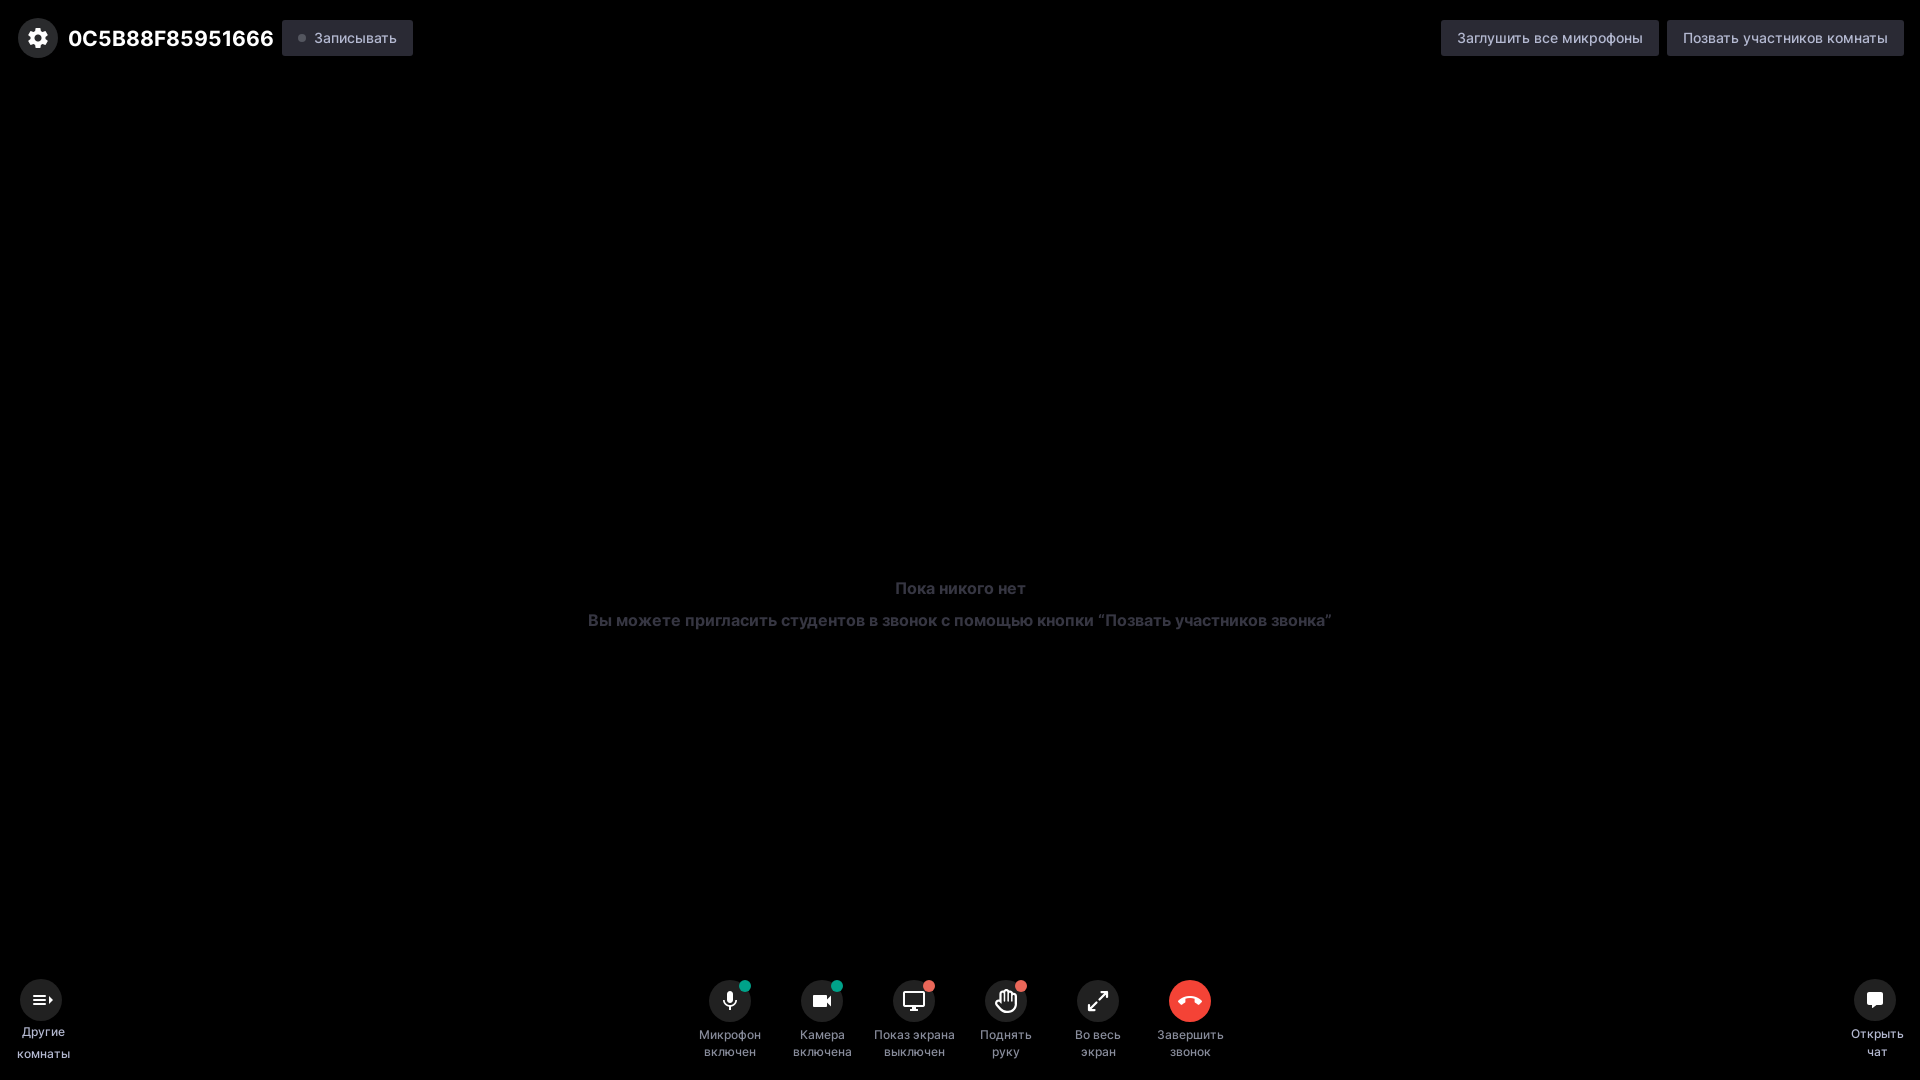 0C5B88F85951666
Записывать
Заглушить все микрофоны
Позвать участников комнаты
Пока никого нет
Вы можете пригласить студентов в звонок с помощью кнопки “Позвать участников звонка”
Другие
комнаты
Микрофон
включен
Камера
включена
Показ экрана
выключен
Поднять
руку
Во весь
экран
Завершить
звонок
Открыть
чат